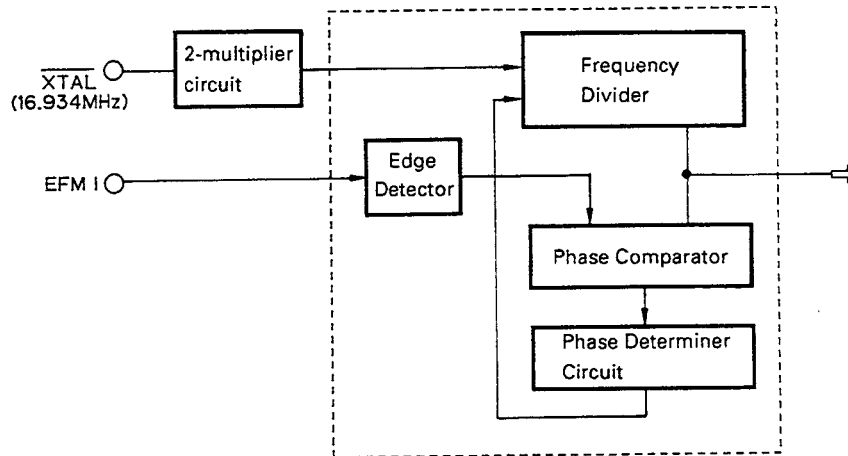 2-multiplier
circuit
XTAL
(16.934MHz)
Frequency
Divider
EFM I
Edge
Detector
Phase Comparator
Phase Determiner
Circuit